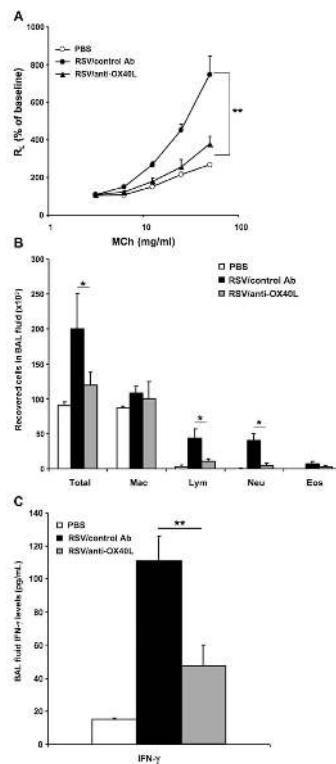 A
PBS
RSV/control Ab
RSV/anti-OX40L
1000
800
600
400
200
0
R_L (% of baseline)
**
1 10 100
MCh (mg/ml)
B
PBS
RSV/control Ab
RSV/anti-OX40L
300
250
200
150
100
50
0
Recovered cells in BAL fluid (x10³)
*
*
*
Total Mac Lym Neu Eos
C
PBS
RSV/control Ab
RSV/anti-OX40L
140
120
100
80
60
40
20
0
BAL fluid IFN-γ levels (pg/mL)
**
IFN-γ